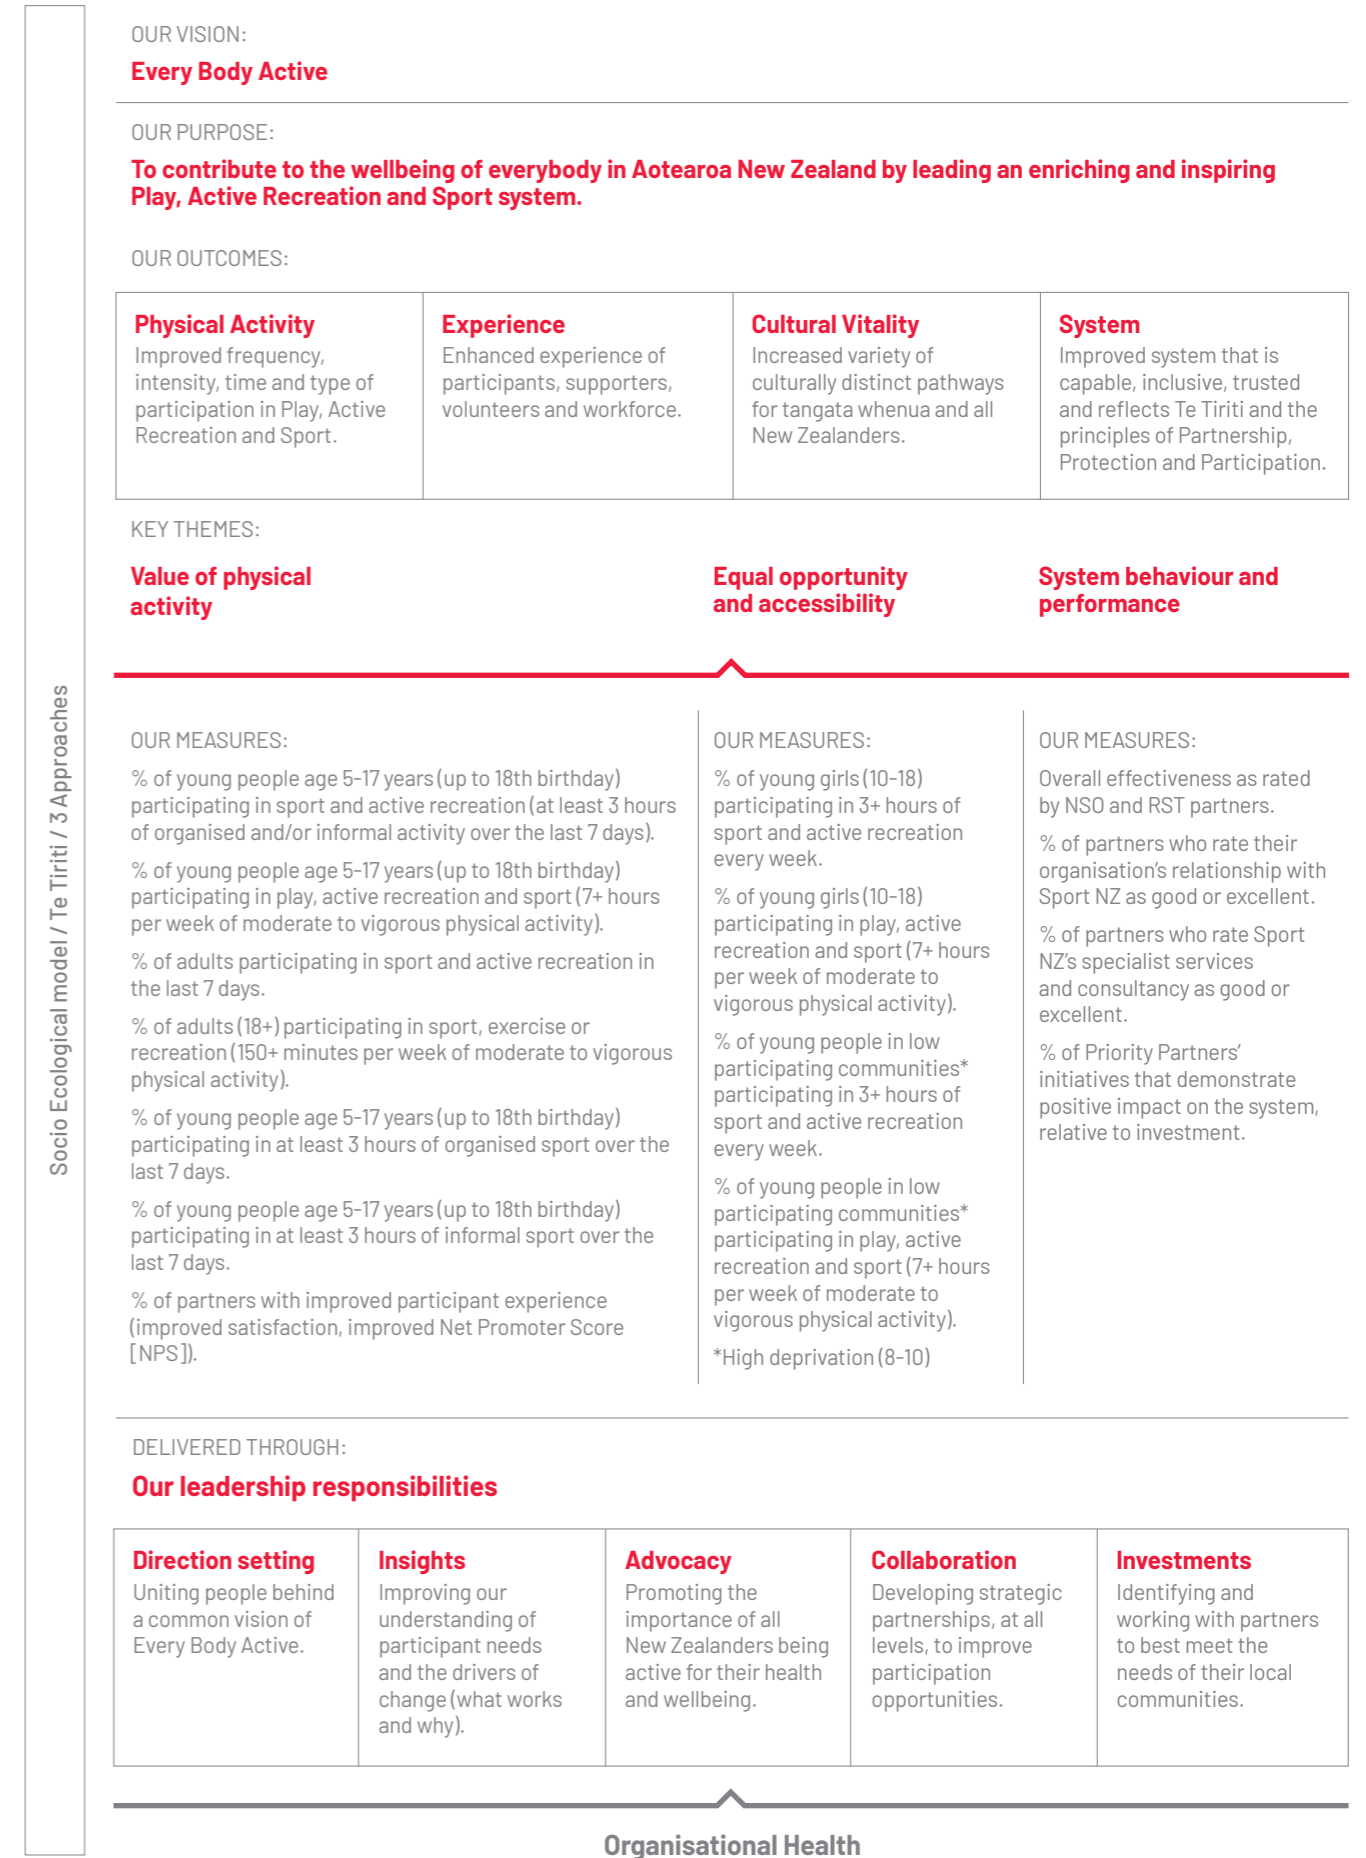 OUR VISION:
Every Body Active
OUR PURPOSE:
To contribute to the wellbeing of everybody in Aotearoa New Zealand by leading an enriching and inspiring
Play, Active Recreation and Sport system.
OUR OUTCOMES:
Physical Activity
Improved frequency,
intensity, time and type of
participation in Play, Active
Recreation and Sport.
Experience
Enhanced experience of
participants, supporters,
volunteers and workforce.
Cultural Vitality
Increased variety of
culturally distinct pathways
for tangata whenua and all
New Zealanders.
System
Improved system that is
capable, inclusive, trusted
and reflects Te Tiriti and the
principles of Partnership,
Protection and Participation.
KEY THEMES:
Value of physical
activity
Equal opportunity
and accessibility
System behaviour and
performance
OUR MEASURES:
% of young people age 5-17 years (up to 18th birthday)
participating in sport and active recreation (at least 3 hours
of organised and/or informal activity over the last 7 days).
% of young people age 5-17 years (up to 18th birthday)
participating in play, active recreation and sport (7+ hours
per week of moderate to vigorous physical activity).
% of adults participating in sport and active recreation in
the last 7 days.
% of adults (18+) participating in sport, exercise or
recreation (150+ minutes per week of moderate to vigorous
physical activity).
% of young people age 5-17 years (up to 18th birthday)
participating in at least 3 hours of organised sport over the
last 7 days.
% of young people age 5-17 years (up to 18th birthday)
participating in at least 3 hours of informal sport over the
last 7 days.
% of partners with improved participant experience
(improved satisfaction, improved Net Promoter Score
[NPS]).
OUR MEASURES:
% of young girls (10-18)
participating in 3+ hours of
sport and active recreation
every week.
% of young girls (10-18)
participating in play, active
recreation and sport (7+ hours
per week of moderate to
vigorous physical activity).
% of young people in low
participating communities*
participating in 3+ hours of
sport and active recreation
every week.
% of young people in low
participating communities*
participating in play, active
recreation and sport (7+ hours
per week of moderate to
vigorous physical activity).
*High deprivation (8-10)
OUR MEASURES:
Overall effectiveness as rated
by NSO and RST partners.
% of partners who rate their
organisation's relationship with
Sport NZ as good or excellent.
% of partners who rate Sport
NZ's specialist services
and consultancy as good or
excellent.
% of Priority Partners'
initiatives that demonstrate
positive impact on the system,
relative to investment.
DELIVERED THROUGH:
Our leadership responsibilities
Direction setting
Uniting people behind
a common vision of
Every Body Active.
Insights
Improving our
understanding of
participant needs
and the drivers of
change (what works
and why).
Advocacy
Promoting the
importance of all
New Zealanders being
active for their health
and wellbeing.
Collaboration
Developing strategic
partnerships, at all
levels, to improve
participation
opportunities.
Investments
Identifying and
working with partners
to best meet the
needs of their local
communities.
Organisational Health
Socio Ecological model / Te Tiriti / 3 Approaches